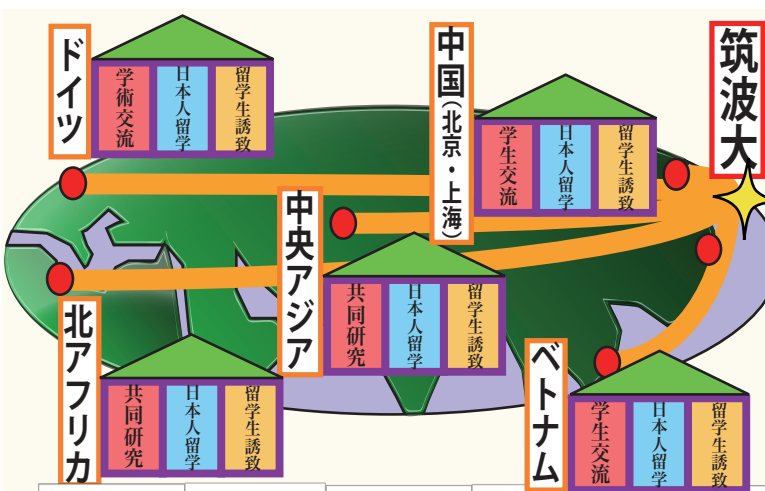 ドイツ
学術交流
日本人留学
留学生誘致
中国(北京・上海)
学生交流
日本人留学
留学生誘致
筑波大
中央アジア
共同研究
日本人留学
留学生誘致
北アフリカ
共同研究
日本人留学
留学生誘致
ベトナム
学生交流
日本人留学
留学生誘致